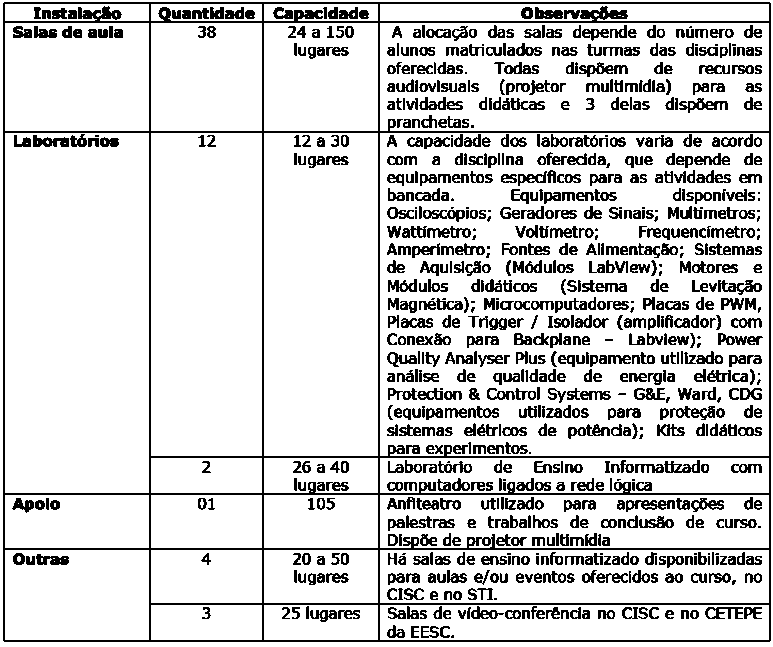 Instalação Quantidade Capacidade Observações
Salas de aula 38 24 a 150 lugares
A alocação das salas depende do número de
alunos matriculados nas turmas das disciplinas
oferecidas. Todas dispõem de recursos
audiovisuais (projetor multimídia) para as
atividades didáticas e 3 delas dispõem de
pranchetas.
Laboratórios 12 12 a 30 lugares
A capacidade dos laboratórios varia de acordo
com a disciplina oferecida, que depende de
equipamentos específicos para as atividades em
bancada. Equipamentos disponíveis:
Osciloscópios; Geradores de Sinais; Multímetros;
Wattímetro; Voltímetro; Frequencímetro;
Amperímetro; Fontes de Alimentação; Sistemas
de Aquisição (Módulos LabView); Motores e
Módulos didáticos (Sistema de Levitação
Magnética); Microcomputadores; Placas de PWM,
Placas de Trigger / Isolador (amplificador) com
Conexão para Backplane – Labview); Power
Quality Analyser Plus (equipamento utilizado para
análise de qualidade de energia elétrica);
Protection & Control Systems – G&E, Ward, CDG
(equipamentos utilizados para proteção de
sistemas elétricos de potência); Kits didáticos
para experimentos.
2 26 a 40 lugares
Laboratório de Ensino Informatizado com
computadores ligados a rede lógica
Apoio 01 105
Anfiteatro utilizado para apresentações de
palestras e trabalhos de conclusão de curso.
Dispõe de projetor multimídia
Outras 4 20 a 50 lugares
Há salas de ensino informatizado disponibilizadas
para aulas e/ou eventos oferecidos ao curso, no
CISC e no STI.
3 25 lugares
Salas de vídeo-conferência no CISC e no CETEPE
da EESC.